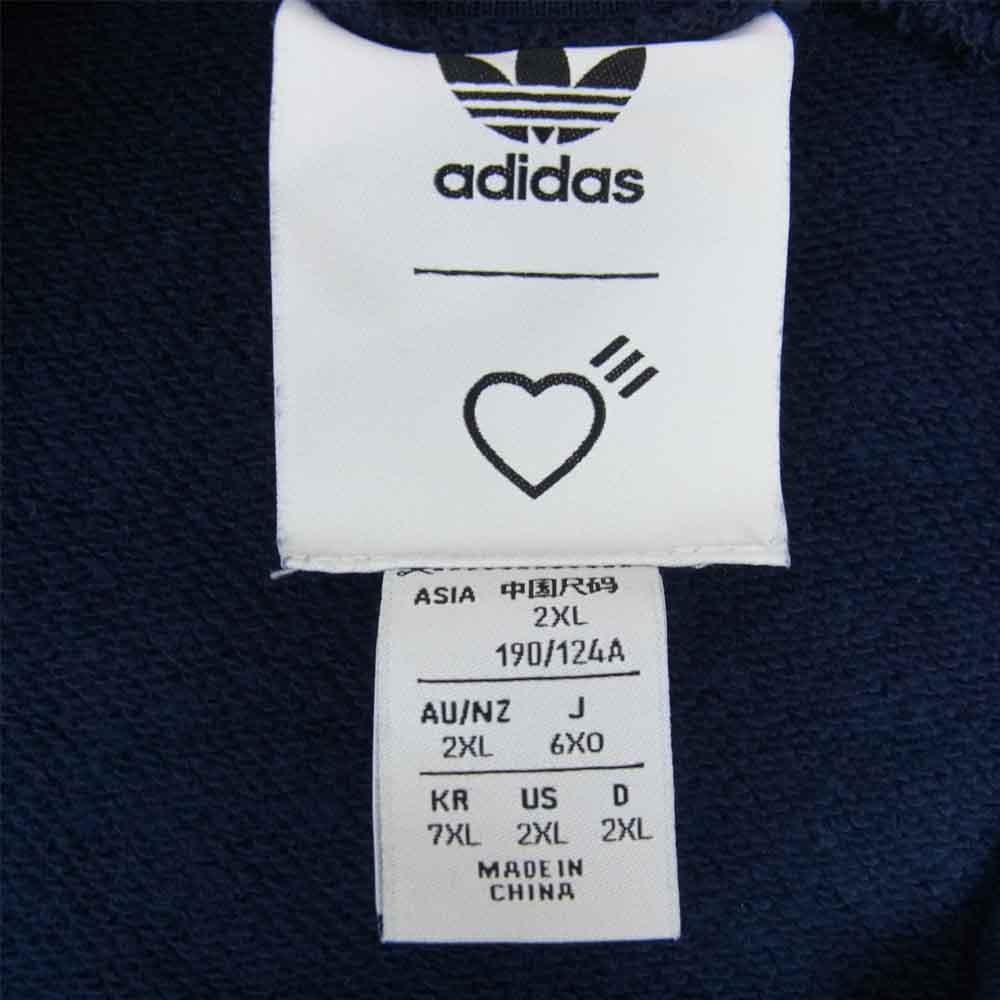 adidas
ASIA 中国尺码
2XL
190/124A
AU/NZ J
2XL 6XO
KR US D
7XL 2XL 2XL
MADE IN
CHINA